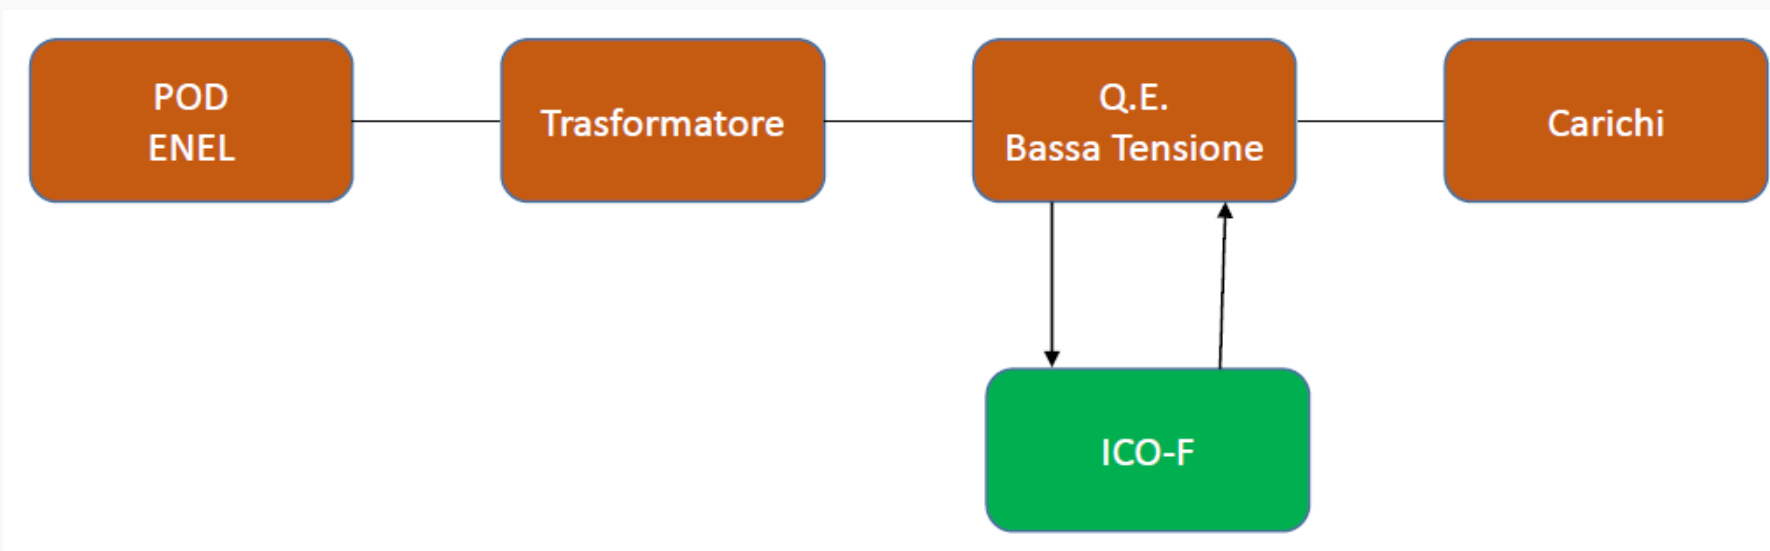 POD
ENEL
Trasformatore
Q.E.
Bassa Tensione
Carichi
ICO-F